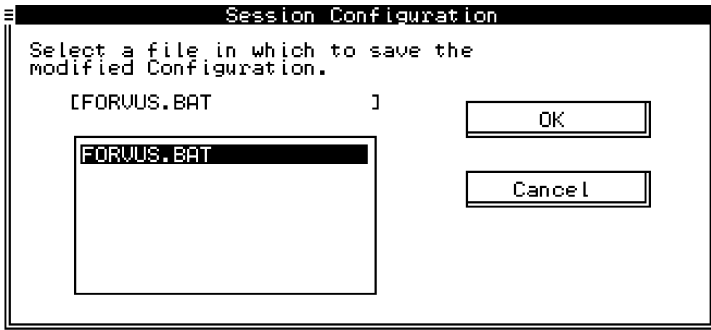 Session Configuration
Select a file in which to save the
modified Configuration.
[FORVUS.BAT ]
OK
FORVUS.BAT
Cancel